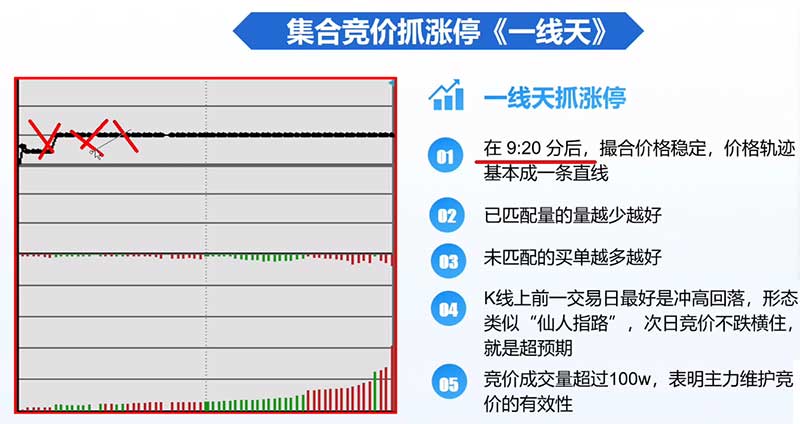 集合竞价抓涨停《一线天》
一线天抓涨停
01
在 9:20 分后，撮合价格稳定，价格轨迹
基本成一条直线
02
已匹配量的量越少越好
03
未匹配的买单越多越好
04
K线上前一交易日最好是冲高回落，形态
类似“仙人指路”，次日竞价不跌横住，
就是超预期
05
竞价成交量超过100w，表明主力维护竞
价的有效性